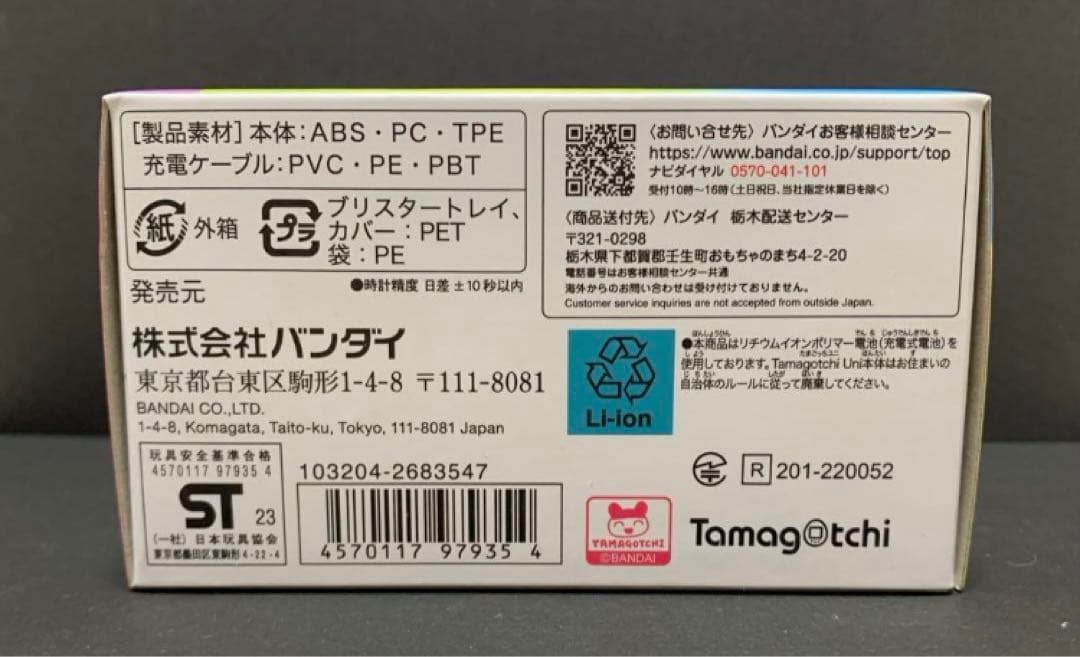 [製品素材] 本体：ABS・PC・TPE
充電ケーブル：PVC・PE・PBT
紙 外箱
プラ ブリスタートレイ、
カバー：PET
袋：PE
発売元
●時計精度 日差 ±10秒以内
株式会社バンダイ
東京都台東区駒形1-4-8 〒111-8081
BANDAI CO.,LTD.
1-4-8, Komagata, Taito-ku, Tokyo, 111-8081 Japan
玩具安全基準合格
4570117 97935 4
ST 23
(一社) 日本玩具協会
東京都墨田区東駒形4-22-4
103204-2683547
4570117 97935 4
〈お問い合せ先〉バンダイお客様相談センター
https://www.bandai.co.jp/support/top
ナビダイヤル 0570-041-101
受付10時〜16時(土日祝日、当社指定休業日を除く)
〈商品送付先〉バンダイ 栃木配送センター
〒321-0298
栃木県下都賀郡壬生町おもちゃのまち4-2-20
電話番号はお客様相談センター共通
海外からのお問い合わせは受け付けておりません。
Customer service inquiries are not accepted from outside Japan.
Li-ion
●本商品はリチウムイオンポリマー電池(充電式電池)を
使用しております。Tamagotchi Uni本体はお住まいの
自治体のルールに従って廃棄してください。
R 201-220052
TAMAGOTCHI
©BANDAI
Tamagotchi